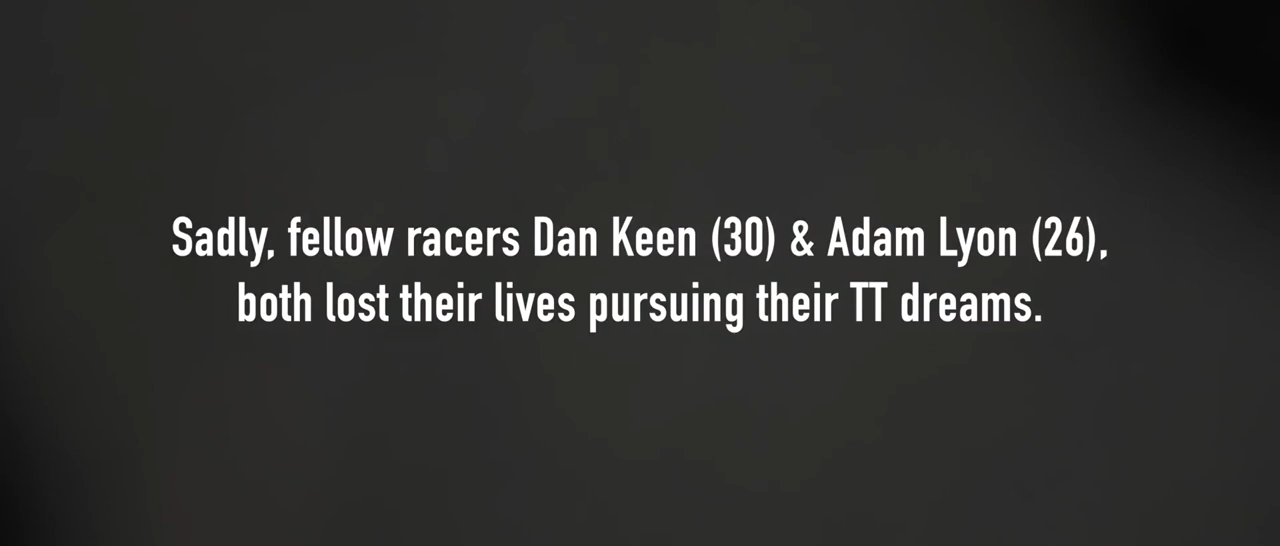 Sadly, fellow racers Dan Keen (30) & Adam Lyon (26),
both lost their lives pursuing their TT dreams.